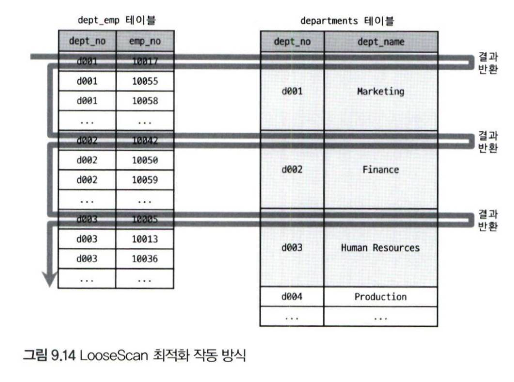 dept_emp 테이블
departments 테이블
dept_no emp_no
dept_no dept_name
d001 10017
결과
반환
d001 10055
d001 10058
d001 Marketing
...  ...
d002 10042
결과
반환
d002 10050
d002 10059
d002 Finance
...  ...
d003 10005
결과
반환
d003 10013
d003 10036
d003 Human Resources
...  ...
d004 Production
...  ...
그림 9.14 LooseScan 최적화 작동 방식